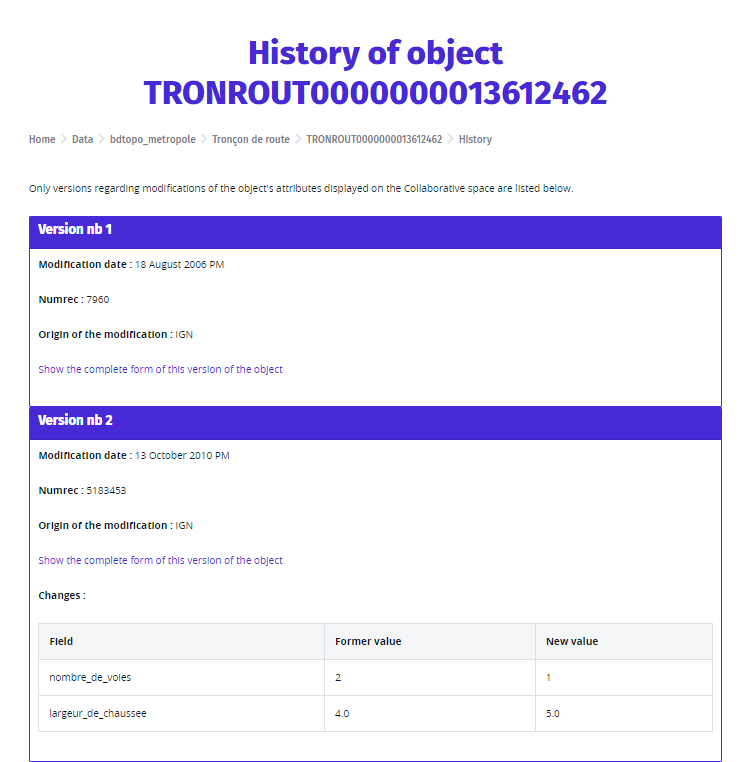 History of object
TRONROUT0000000013612462
Home > Data > bdtopo_metropole > Tronçon de route > TRONROUT0000000013612462 > History
Only versions regarding modifications of the object's attributes displayed on the Collaborative space are listed below.
Version nb 1
Modification date : 18 August 2006 PM
Numrec : 7960
Origin of the modification : IGN
Show the complete form of this version of the object
Version nb 2
Modification date : 13 October 2010 PM
Numrec : 5183453
Origin of the modification : IGN
Show the complete form of this version of the object
Changes :
Field Former value New value
nombre_de_voies 2 1
largeur_de_chaussee 4.0 5.0